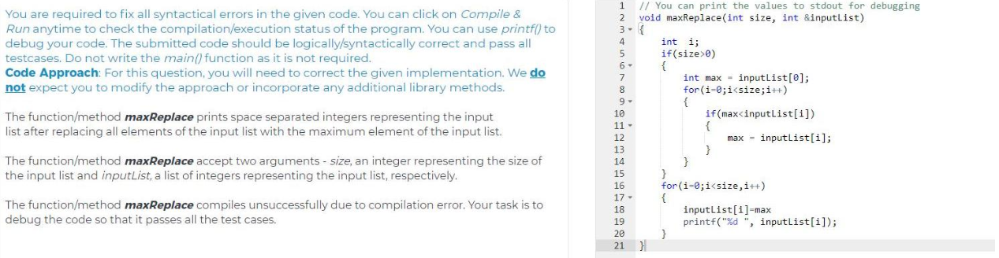 You are required to fix all syntactical errors in the given code. You can click on Compile &
Run anytime to check the compilation/execution status of the program. You can use printf() to
debug your code. The submitted code should be logically/syntactically correct and pass all
testcases. Do not write the main() function as it is not required.
Code Approach: For this question, you will need to correct the given implementation. We do
not expect you to modify the approach or incorporate any additional library methods.
The function/method maxReplace prints space separated integers representing the input
list after replacing all elements of the input list with the maximum element of the input list.
The function/method maxReplace accept two arguments - size, an integer representing the size of
the input list and inputList, a list of integers representing the input list, respectively.
The function/method maxReplace compiles unsuccessfully due to compilation error. Your task is to
debug the code so that it passes all the test cases.
1 // You can print the values to stdout for debugging
2 void maxReplace(int size, int &inputList)
3 {
4 int i;
5 if(size>0)
6 {
7 int max = inputList[0];
8 for(i=0;i<size;i++)
9 {
10 if(max<inputList[i])
11 {
12 max = inputList[i];
13 }
14 }
15 }
16 for(i=0;i<size,i++)
17 {
18 inputList[i]=max
19 printf("%d ", inputList[i]);
20 }
21 }